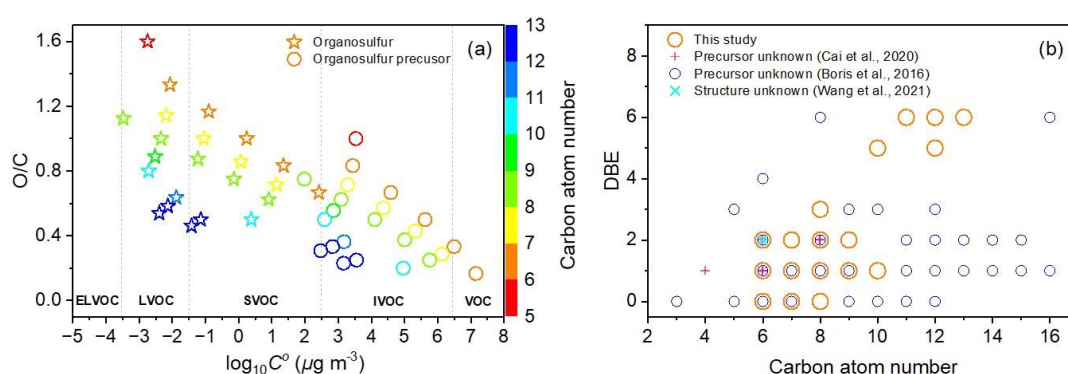 (a)
Organosulfur
Organosulfur precusor
1.6
1.2
0.8
0.4
0.0
O/C
ELVOC LVOC SVOC IVOC VOC
−5 −4 −3 −2 −1 0 1 2 3 4 5 6 7 8
log10C° (μg m-3)
13
12
11
10
9
8
7
6
5
Carbon atom number
(b)
This study
Precursor unknown (Cai et al., 2020)
Precursor unknown (Boris et al., 2016)
Structure unknown (Wang et al., 2021)
8
6
4
2
0
DBE
2 4 6 8 10 12 14 16
Carbon atom number